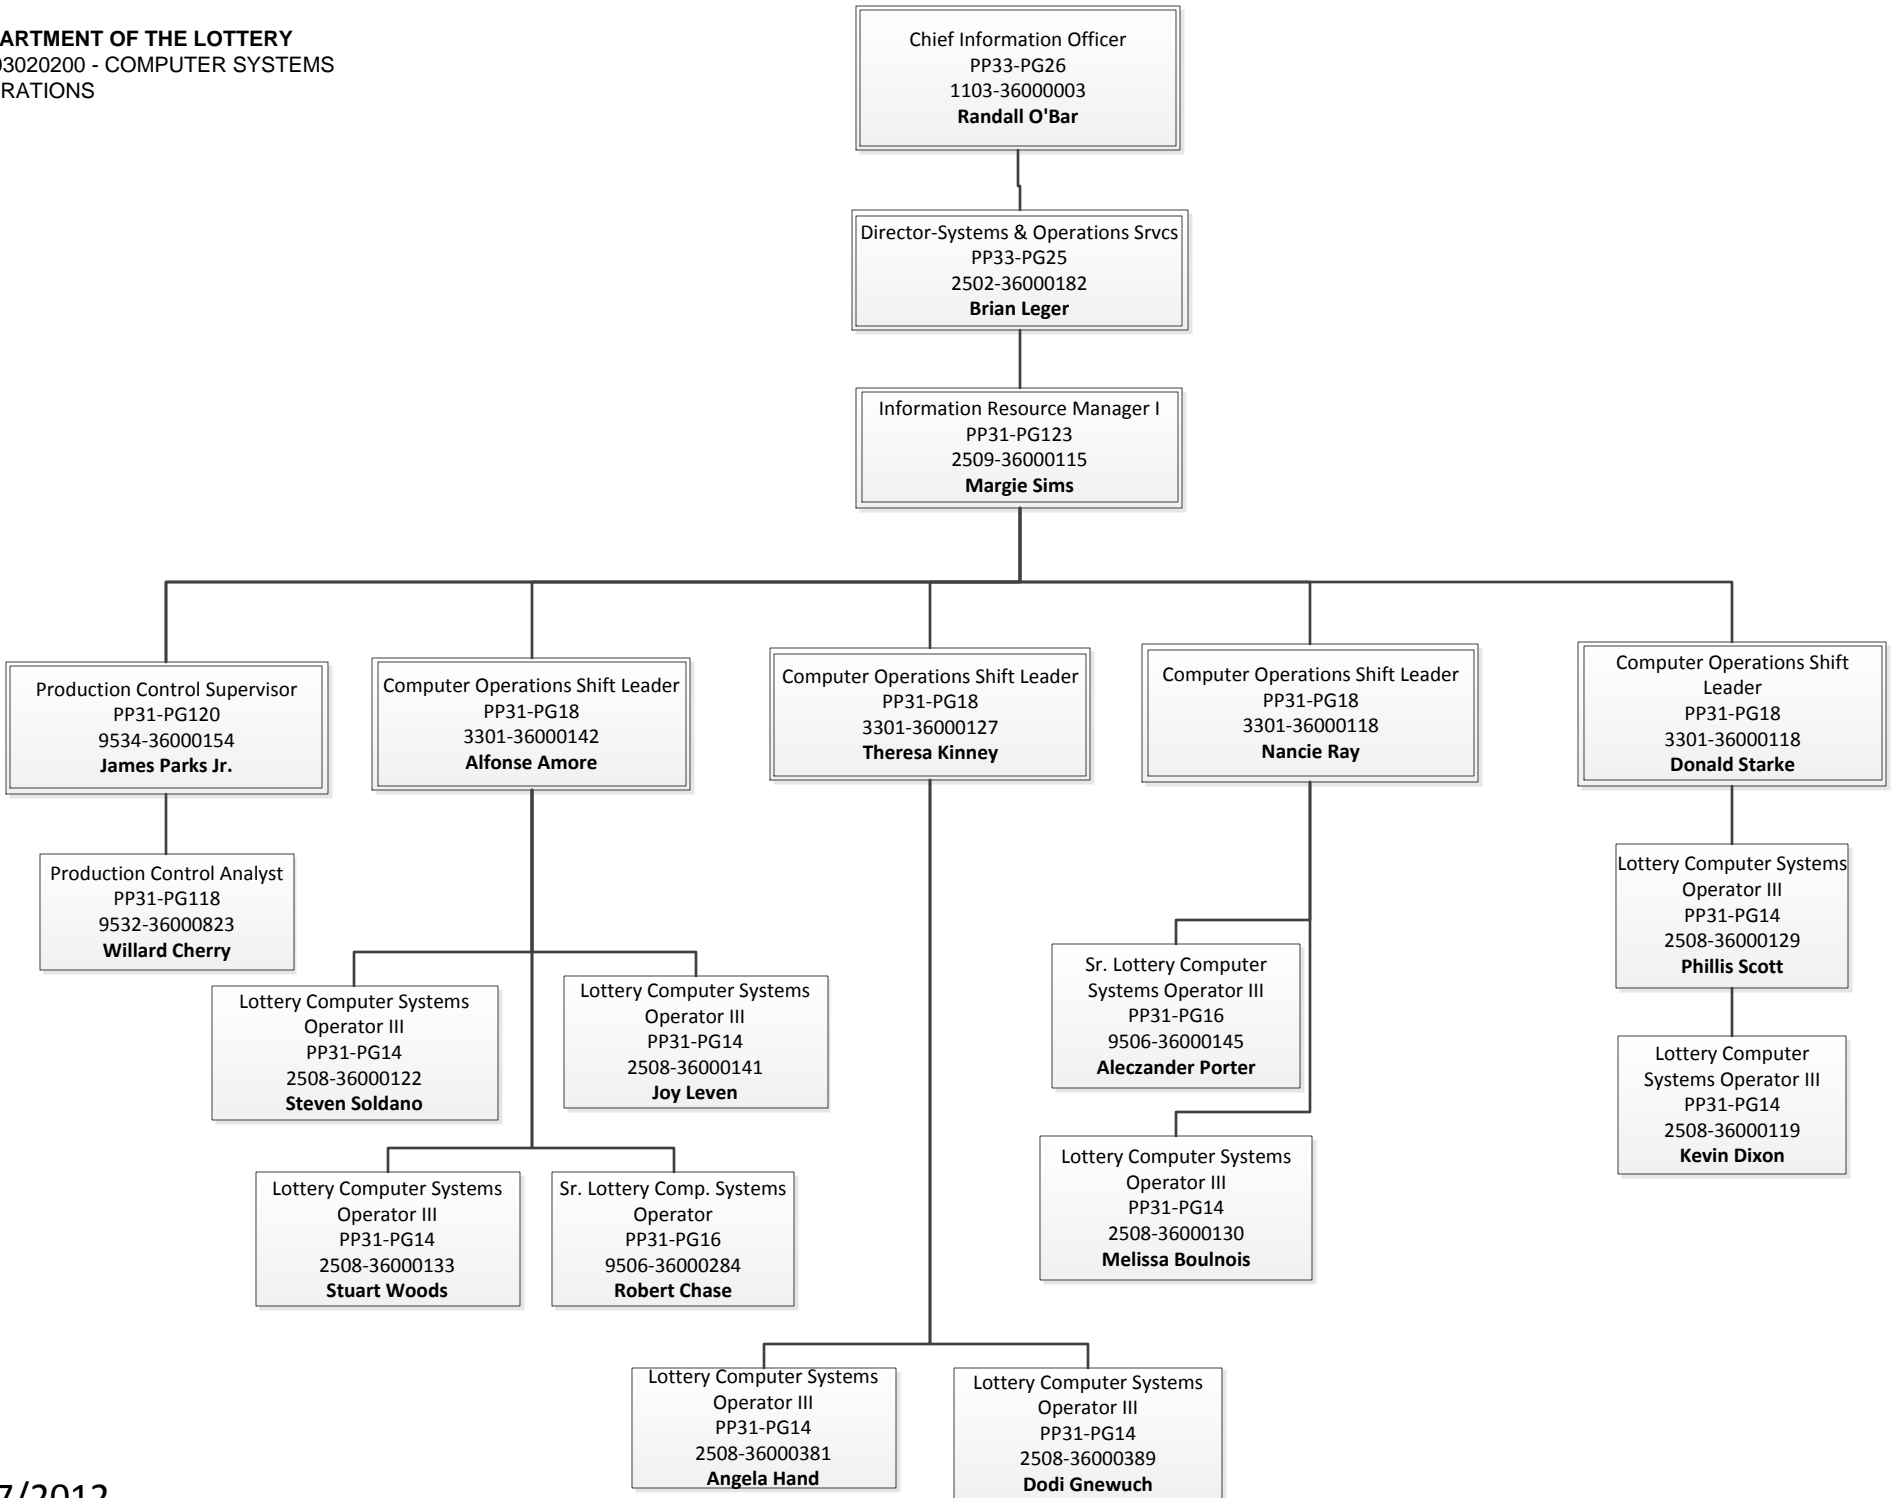 ARTMENT OF THE LOTTERY
03020200 - COMPUTER SYSTEMS
RATIONS
Chief Information Officer
PP33-PG26
1103-36000003
Randall O'Bar
Director-Systems & Operations Srvcs
PP33-PG25
2502-36000182
Brian Leger
Information Resource Manager I
PP31-PG123
2509-36000115
Margie Sims
Production Control Supervisor
PP31-PG120
9534-36000154
James Parks Jr.
Computer Operations Shift Leader
PP31-PG18
3301-36000142
Alfonse Amore
Computer Operations Shift Leader
PP31-PG18
3301-36000127
Theresa Kinney
Computer Operations Shift Leader
PP31-PG18
3301-36000118
Nancie Ray
Computer Operations Shift
Leader
PP31-PG18
3301-36000118
Donald Starke
Production Control Analyst
PP31-PG118
9532-36000823
Willard Cherry
Lottery Computer Systems
Operator III
PP31-PG14
2508-36000129
Phillis Scott
Lottery Computer Systems
Operator III
PP31-PG14
2508-36000122
Steven Soldano
Lottery Computer Systems
Operator III
PP31-PG14
2508-36000141
Joy Leven
Sr. Lottery Computer
Systems Operator III
PP31-PG16
9506-36000145
Aleczander Porter
Lottery Computer
Systems Operator III
PP31-PG14
2508-36000119
Kevin Dixon
Lottery Computer Systems
Operator III
PP31-PG14
2508-36000133
Stuart Woods
Sr. Lottery Comp. Systems
Operator
PP31-PG16
9506-36000284
Robert Chase
Lottery Computer Systems
Operator III
PP31-PG14
2508-36000130
Melissa Boulnois
Lottery Computer Systems
Operator III
PP31-PG14
2508-36000381
Angela Hand
Lottery Computer Systems
Operator III
PP31-PG14
2508-36000389
Dodi Gnewuch
7/2012